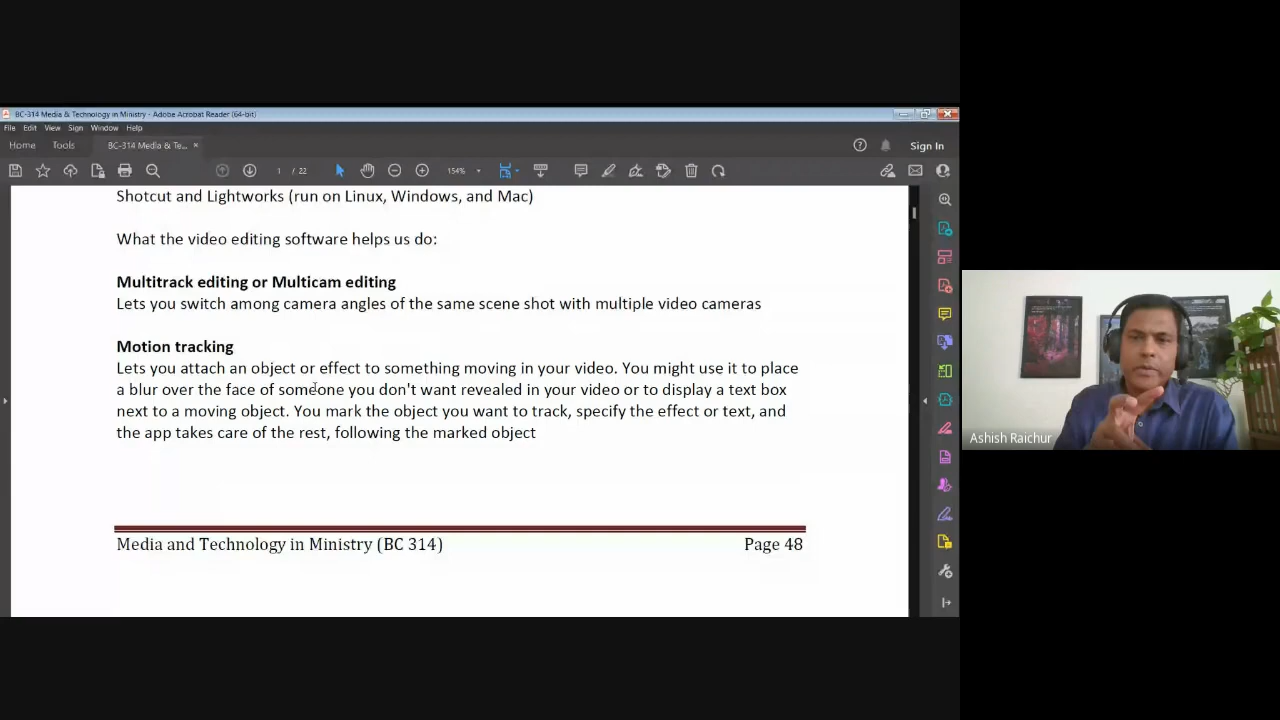 BC-314 Media & Technology in Ministry - Adobe Acrobat Reader (64-bit)
File Edit View Sign Window Help
Home Tools BC-314 Media & Te... × Sign In
1 / 22 154%
Shotcut and Lightworks (run on Linux, Windows, and Mac)
What the video editing software helps us do:
Multitrack editing or Multicam editing
Lets you switch among camera angles of the same scene shot with multiple video cameras
Motion tracking
Lets you attach an object or effect to something moving in your video. You might use it to place
a blur over the face of someone you don't want revealed in your video or to display a text box
next to a moving object. You mark the object you want to track, specify the effect or text, and
the app takes care of the rest, following the marked object
Media and Technology in Ministry (BC 314) Page 48
Ashish Raichur